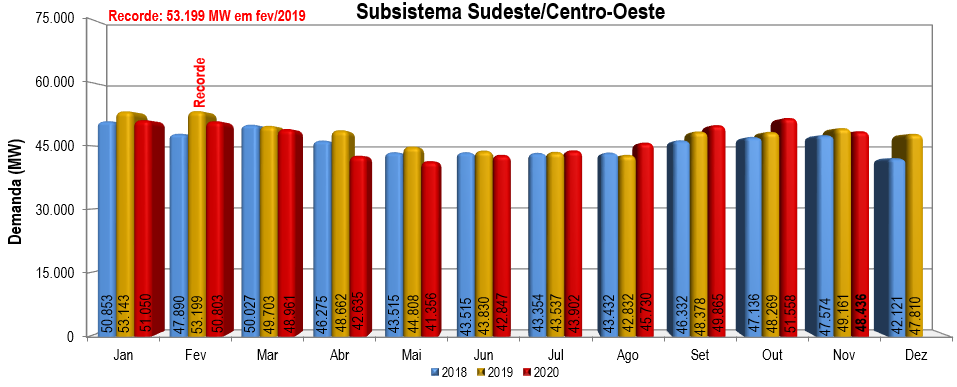 Subsistema Sudeste/Centro-Oeste
Recorde: 53.199 MW em fev/2019
Recorde
Demanda (MW)
75.000
60.000
45.000
30.000
15.000
0
50.853 53.143 51.050
47.890 53.199 50.803
50.027 49.703 48.961
46.275 48.662 42.635
43.515 44.808 41.356
43.515 43.830 42.847
43.354 43.537 43.902
43.432 42.832 45.730
46.332 48.378 49.865
47.136 48.269 51.558
47.574 49.161 48.436
42.121 47.810
Jan Fev Mar Abr Mai Jun Jul Ago Set Out Nov Dez
2018 2019 2020